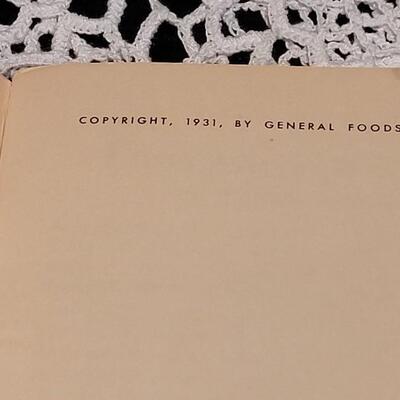 COPYRIGHT, 1931, BY GENERAL FOODS